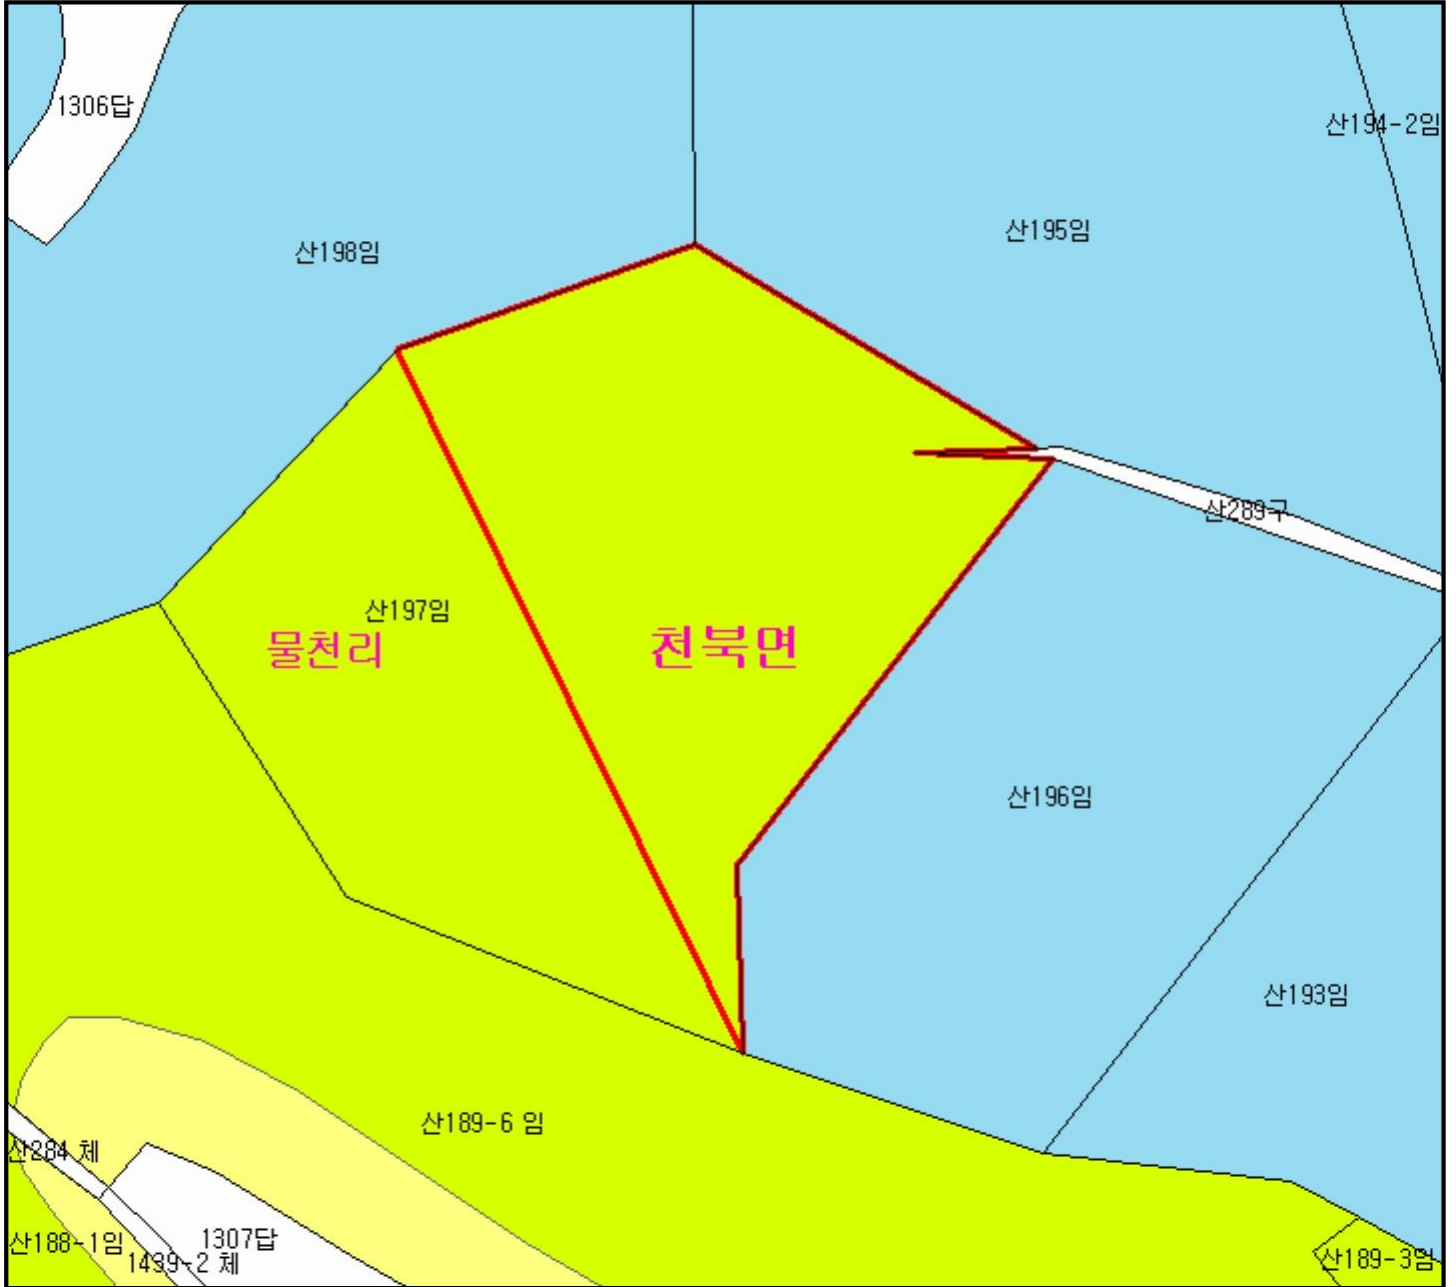 1306답
산194-2임
산195임
산198임
산289구
산197임
물천리
천북면
산196임
산193임
산189-6 임
산284 체
1307답
산188-1임
1439-2 체
산189-3임